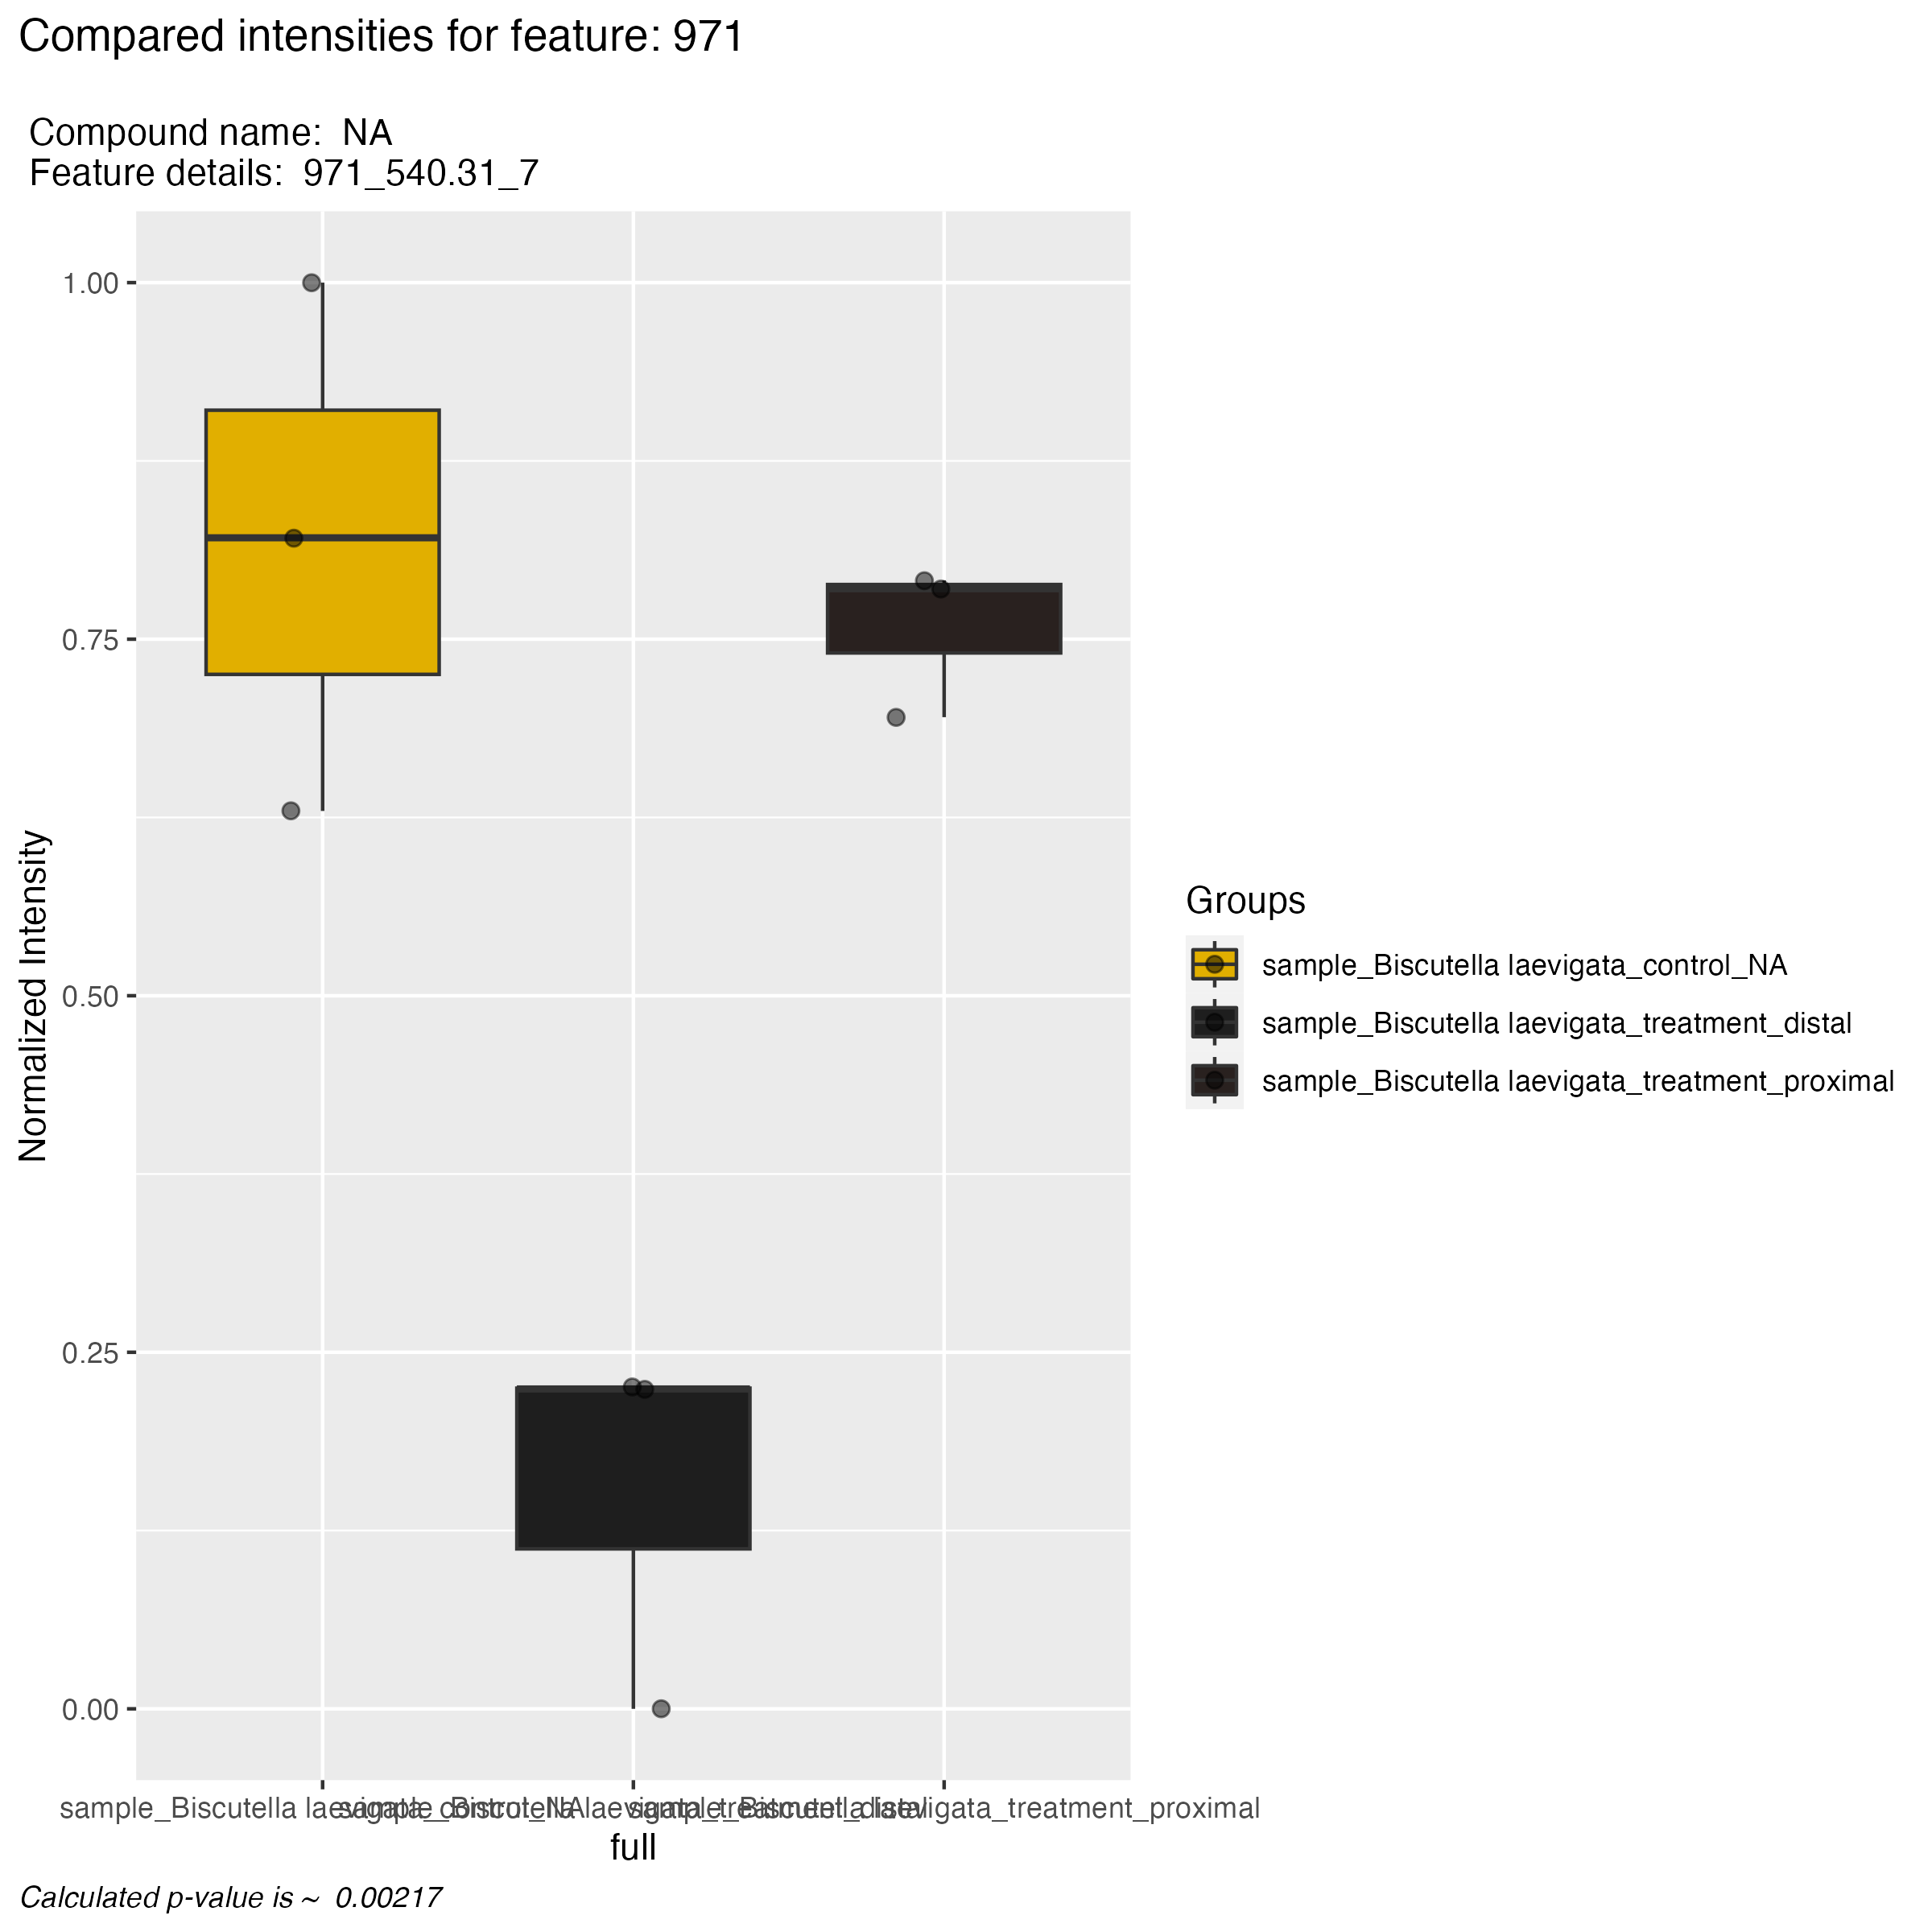 Compared intensities for feature: 971
Compound name:  NA
Feature details:  971_540.31_7
1.00
0.75
0.50
0.25
0.00
Normalized Intensity
sample_Biscutella laevigata_control_NA
sample_Biscutella laevigata_treatment_distal
sample_Biscutella laevigata_treatment_proximal
full
Groups
sample_Biscutella laevigata_control_NA
sample_Biscutella laevigata_treatment_distal
sample_Biscutella laevigata_treatment_proximal
Calculated p-value is ~  0.00217